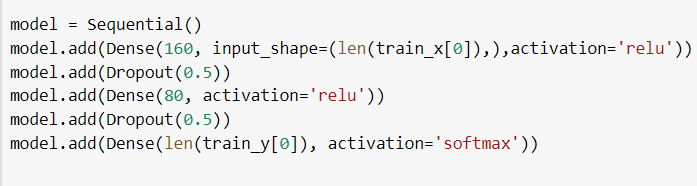 model = Sequential()
model.add(Dense(160, input_shape=(len(train_x[0]),),activation='relu'))
model.add(Dropout(0.5))
model.add(Dense(80, activation='relu'))
model.add(Dropout(0.5))
model.add(Dense(len(train_y[0]), activation='softmax'))